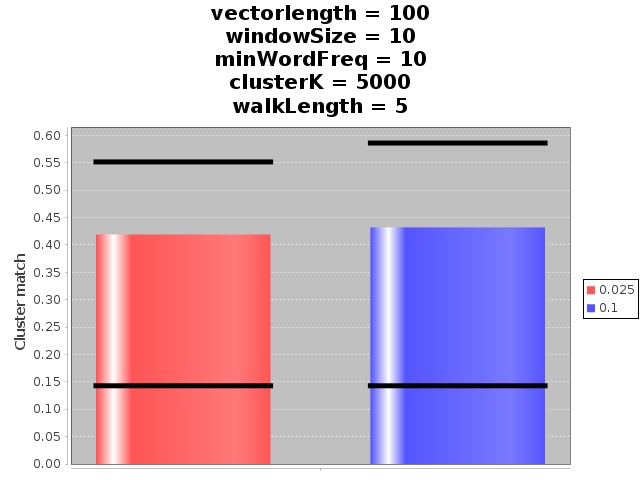 vectorlength = 100
windowSize = 10
minWordFreq = 10
clusterK = 5000
walkLength = 5
0.60
0.55
0.50
0.45
0.40
0.35
0.30
0.25
0.20
0.15
0.10
0.05
0.00
Cluster match
0.025
0.1